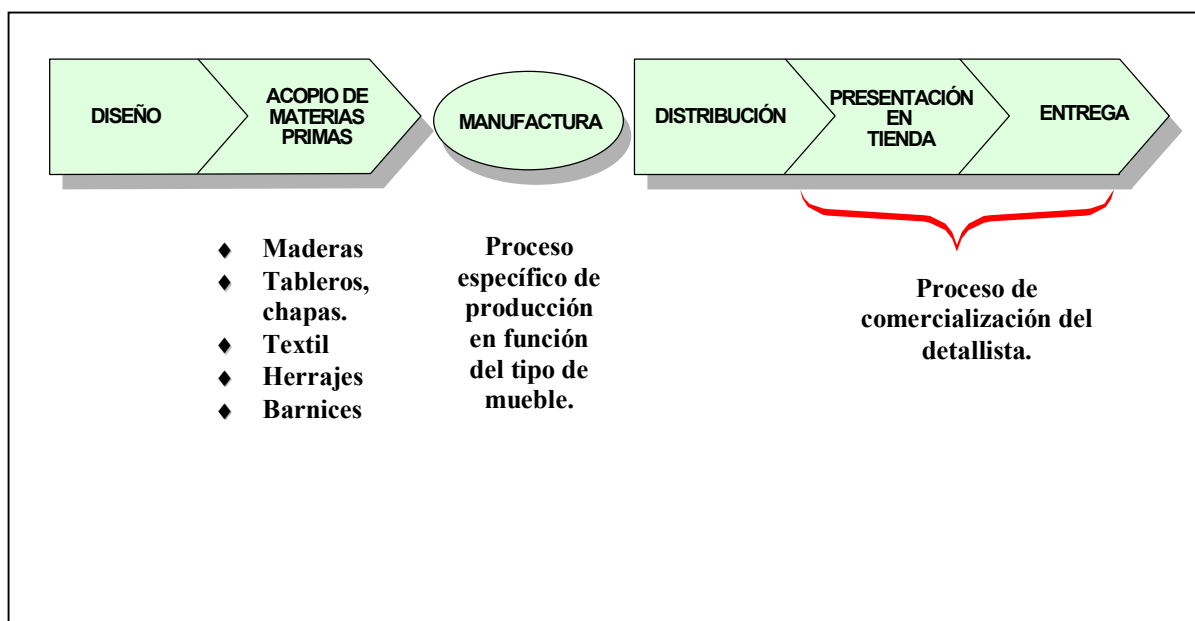 DISEÑO
ACOPIO DE
MATERIAS
PRIMAS
MANUFACTURA
DISTRIBUCIÓN
PRESENTACIÓN
EN
TIENDA
ENTREGA
♦ Maderas
♦ Tableros,
chapas.
♦ Textil
♦ Herrajes
♦ Barnices
Proceso
específico de
producción
en función
del tipo de
mueble.
Proceso de
comercialización del
detallista.